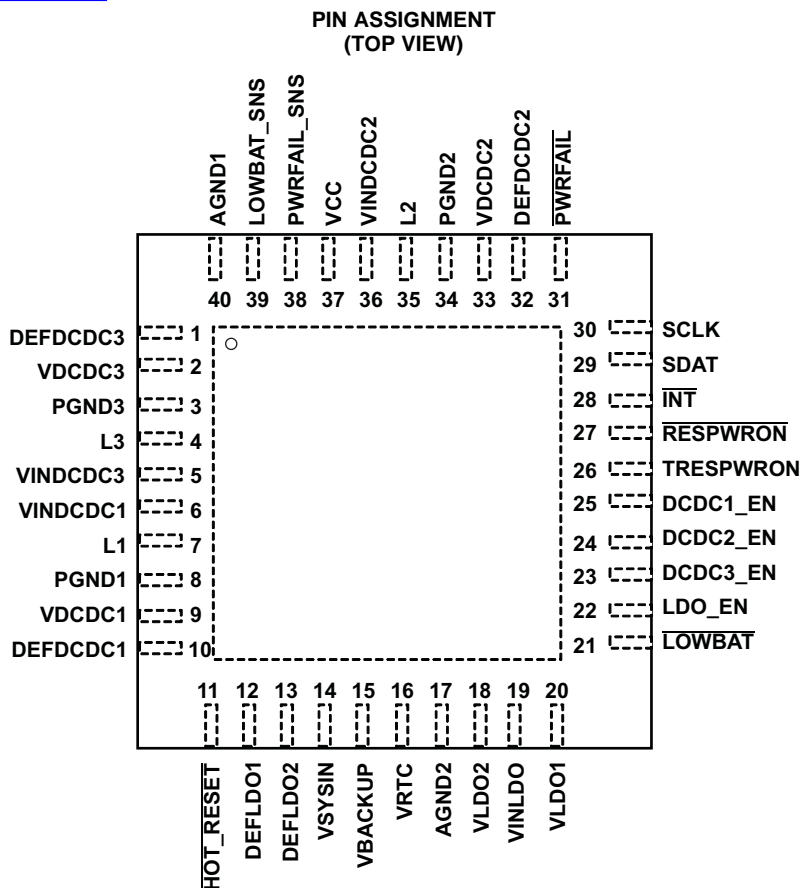 PIN ASSIGNMENT
(TOP VIEW)
AGND1
LOWBAT_SNS
PWRFAIL_SNS
VCC
VINDCDC2
L2
PGND2
VDCDC2
DEFDCDC2
PWRFAIL
40 39 38 37 36 35 34 33 32 31
DEFDCDC3 1
VDCDC3 2
PGND3 3
L3 4
VINDCDC3 5
VINDCDC1 6
L1 7
PGND1 8
VDCDC1 9
DEFDCDC1 10
30 SCLK
29 SDAT
28 INT
27 RESPWRON
26 TRESPWRON
25 DCDC1_EN
24 DCDC2_EN
23 DCDC3_EN
22 LDO_EN
21 LOWBAT
11 12 13 14 15 16 17 18 19 20
HOT_RESET
DEFLDO1
DEFLDO2
VSYSIN
VBACKUP
VRTC
AGND2
VLDO2
VINLDO
VLDO1